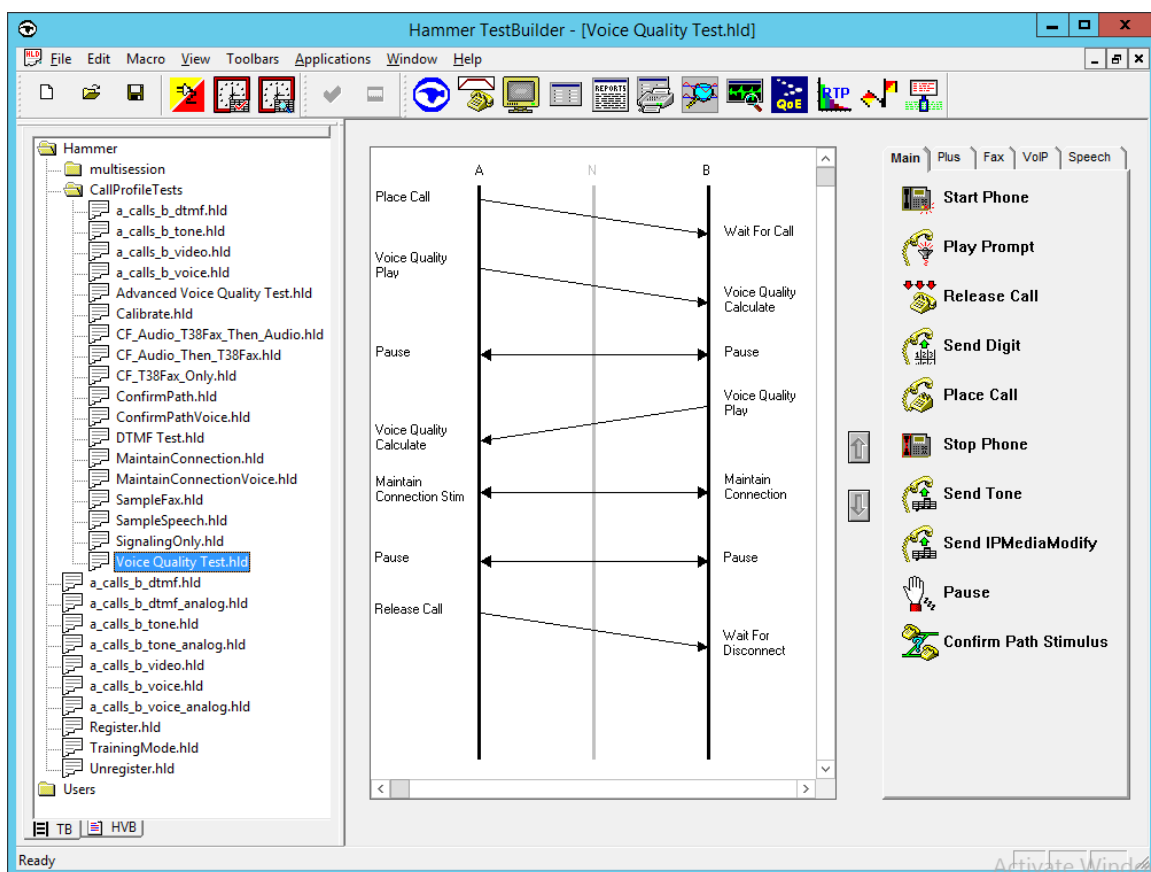 Hammer TestBuilder - [Voice Quality Test.hld]
HLD File Edit Macro View Toolbars Applications Window Help
REPORTS QoE RTP
Hammer
multisession
CallProfileTests
a_calls_b_dtmf.hld
a_calls_b_tone.hld
a_calls_b_video.hld
a_calls_b_voice.hld
Advanced Voice Quality Test.hld
Calibrate.hld
CF_Audio_T38Fax_Then_Audio.hld
CF_Audio_Then_T38Fax.hld
CF_T38Fax_Only.hld
ConfirmPath.hld
ConfirmPathVoice.hld
DTMF Test.hld
MaintainConnection.hld
MaintainConnectionVoice.hld
SampleFax.hld
SampleSpeech.hld
SignalingOnly.hld
Voice Quality Test.hld
a_calls_b_dtmf.hld
a_calls_b_dtmf_analog.hld
a_calls_b_tone.hld
a_calls_b_tone_analog.hld
a_calls_b_video.hld
a_calls_b_voice.hld
a_calls_b_voice_analog.hld
Register.hld
TrainingMode.hld
Unregister.hld
Users
TB HVB
A N B
Place Call
Wait For Call
Voice Quality
Play
Voice Quality
Calculate
Pause Pause
Voice Quality
Play
Voice Quality
Calculate
Maintain
Connection Stim
Maintain
Connection
Pause Pause
Release Call
Wait For
Disconnect
Main Plus Fax VoIP Speech
Start Phone
Play Prompt
Release Call
Send Digit
Place Call
Stop Phone
Send Tone
Send IPMediaModify
Pause
Confirm Path Stimulus
Ready
Activate Windo